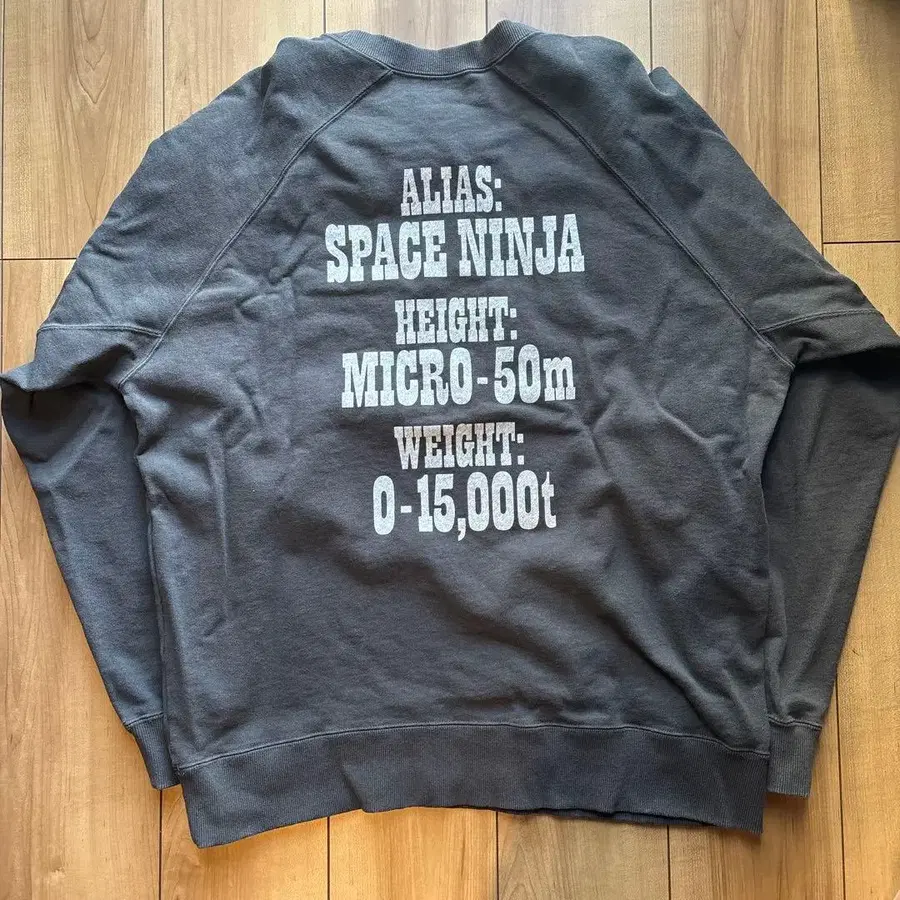 ALIAS:
SPACE NINJA
HEIGHT:
MICRO-50m
WEIGHT:
0-15,000t